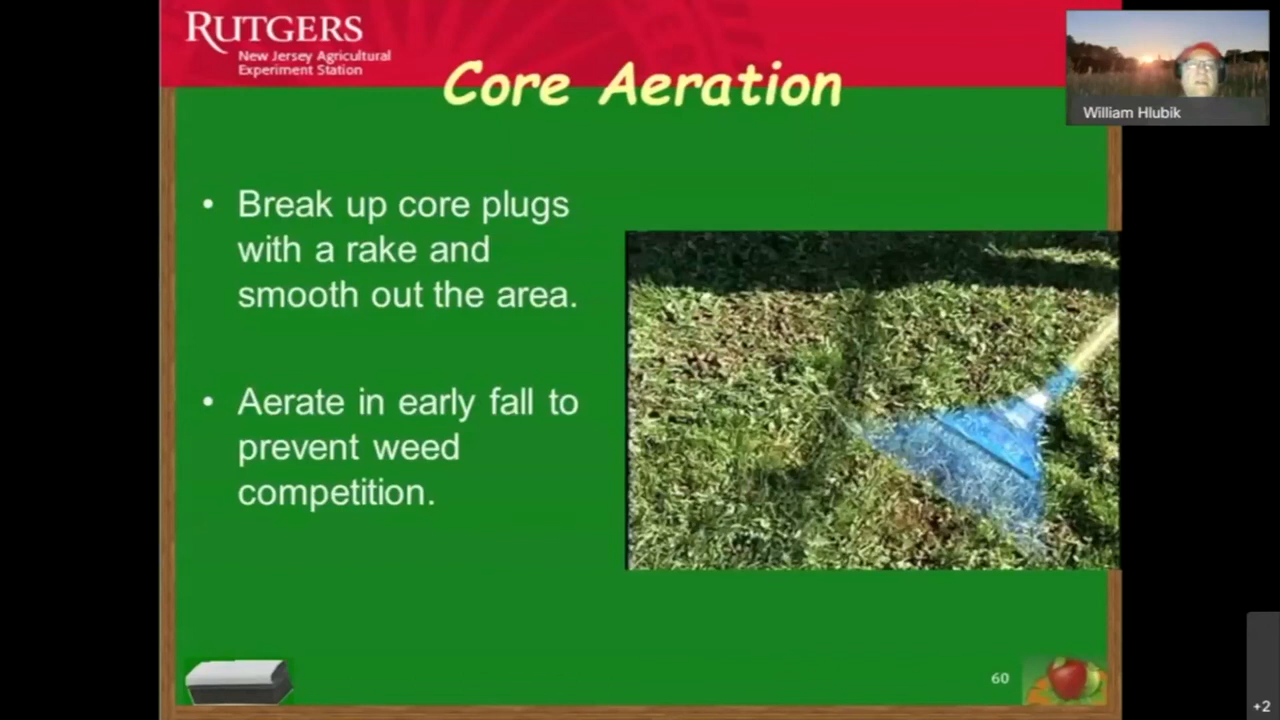 RUTGERS
New Jersey Agricultural
Experiment Station
Core Aeration
William Hlubik
• Break up core plugs
with a rake and
smooth out the area.
• Aerate in early fall to
prevent weed
competition.
60
+2